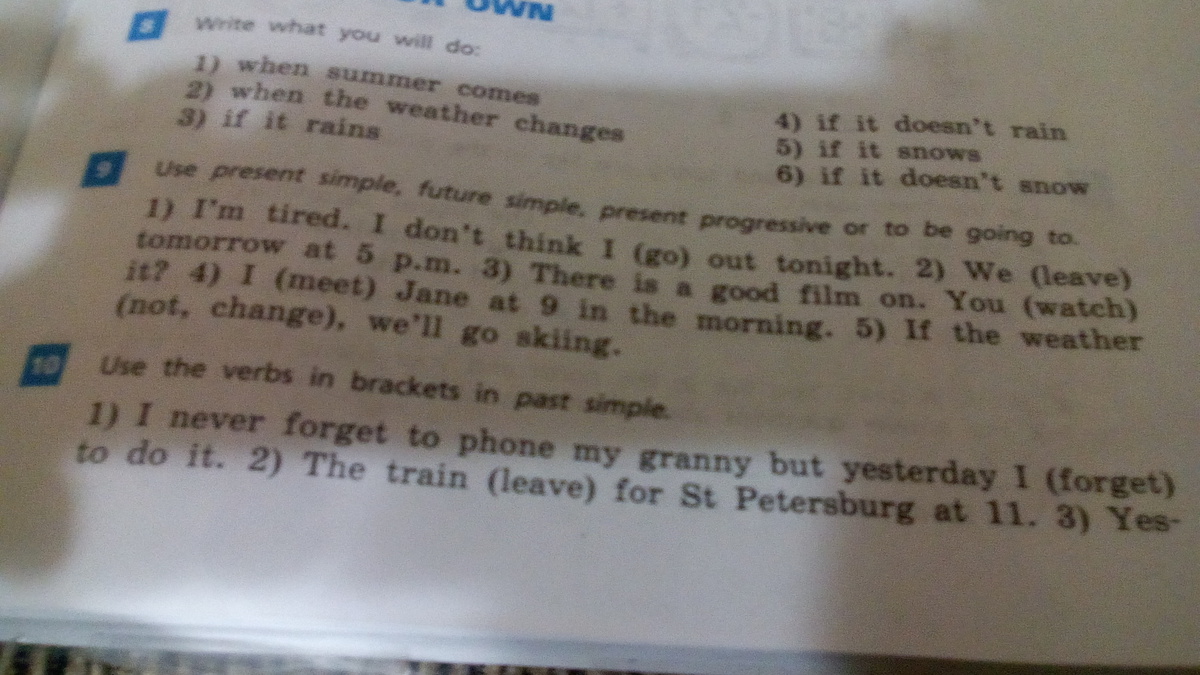 OWN
Write what you will do:
1) when summer comes
2) when the weather changes
3) if it rains
4) if it doesn't rain
5) if it snows
6) if it doesn't snow
9 Use present simple, future simple, present progressive or to be going to.
1) I'm tired. I don't think I (go) out tonight. 2) We (leave)
tomorrow at 5 p.m. 3) There is a good film on. You (watch)
it? 4) I (meet) Jane at 9 in the morning. 5) If the weather
(not, change), we'll go skiing.
10 Use the verbs in brackets in past simple.
1) I never forget to phone my granny but yesterday I (forget)
to do it. 2) The train (leave) for St Petersburg at 11. 3) Yes-